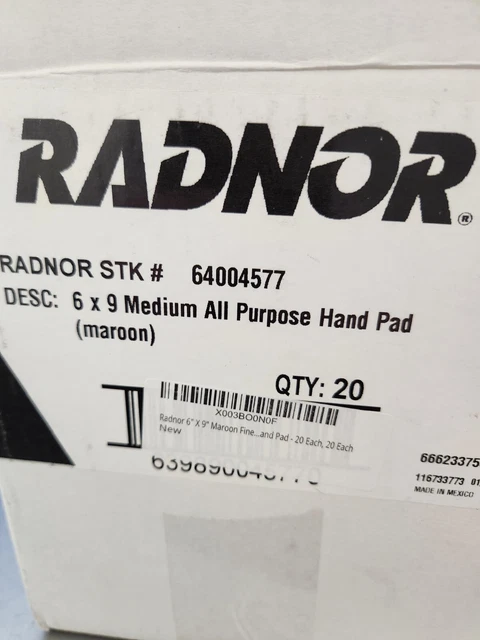 RADNOR®
RADNOR STK # 64004577
DESC: 6 x 9 Medium All Purpose Hand Pad
(maroon)
QTY: 20
X003BO0N0F
Radnor 6" X 9" Maroon Fine...and Pad - 20 Each, 20 Each
New
66623375
116733773 01
MADE IN MEXICO